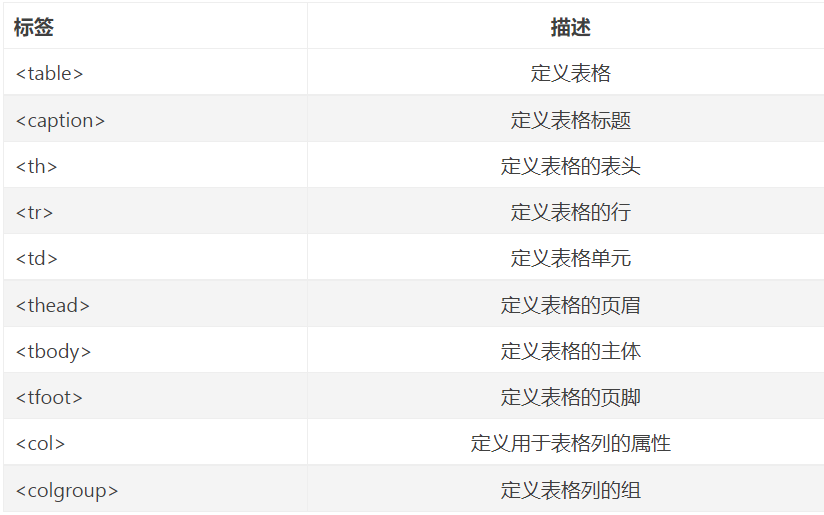 标签 描述
<table> 定义表格
<caption> 定义表格标题
<th> 定义表格的表头
<tr> 定义表格的行
<td> 定义表格单元
<thead> 定义表格的页眉
<tbody> 定义表格的主体
<tfoot> 定义表格的页脚
<col> 定义用于表格列的属性
<colgroup> 定义表格列的组